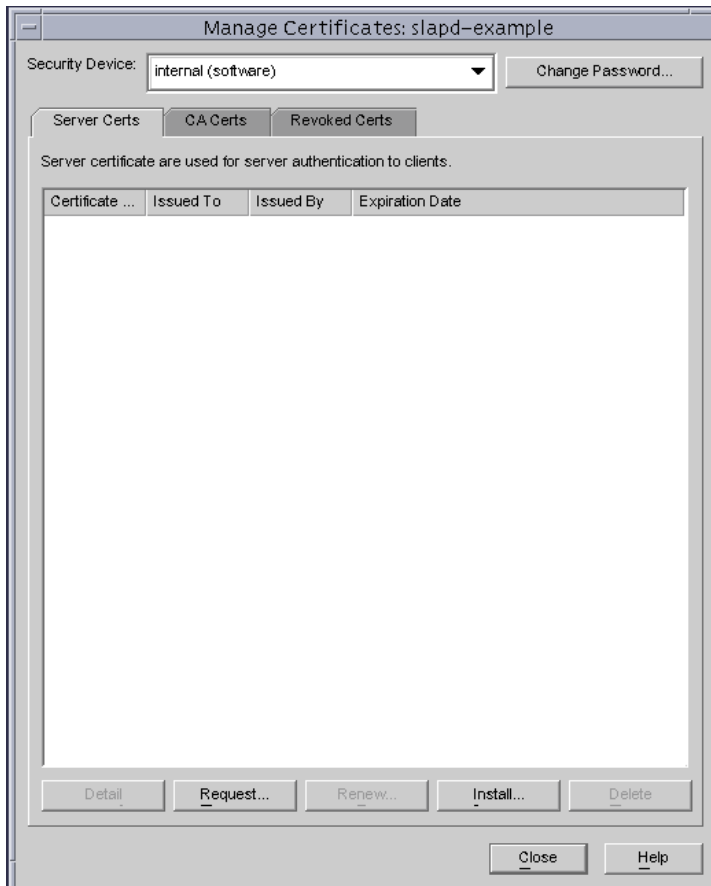 Manage Certificates: slapd-example
Security Device: internal (software) Change Password...
Server Certs CA Certs Revoked Certs
Server certificate are used for server authentication to clients.
Certificate ... Issued To Issued By Expiration Date
Detail Request... Renew... Install... Delete
Close Help